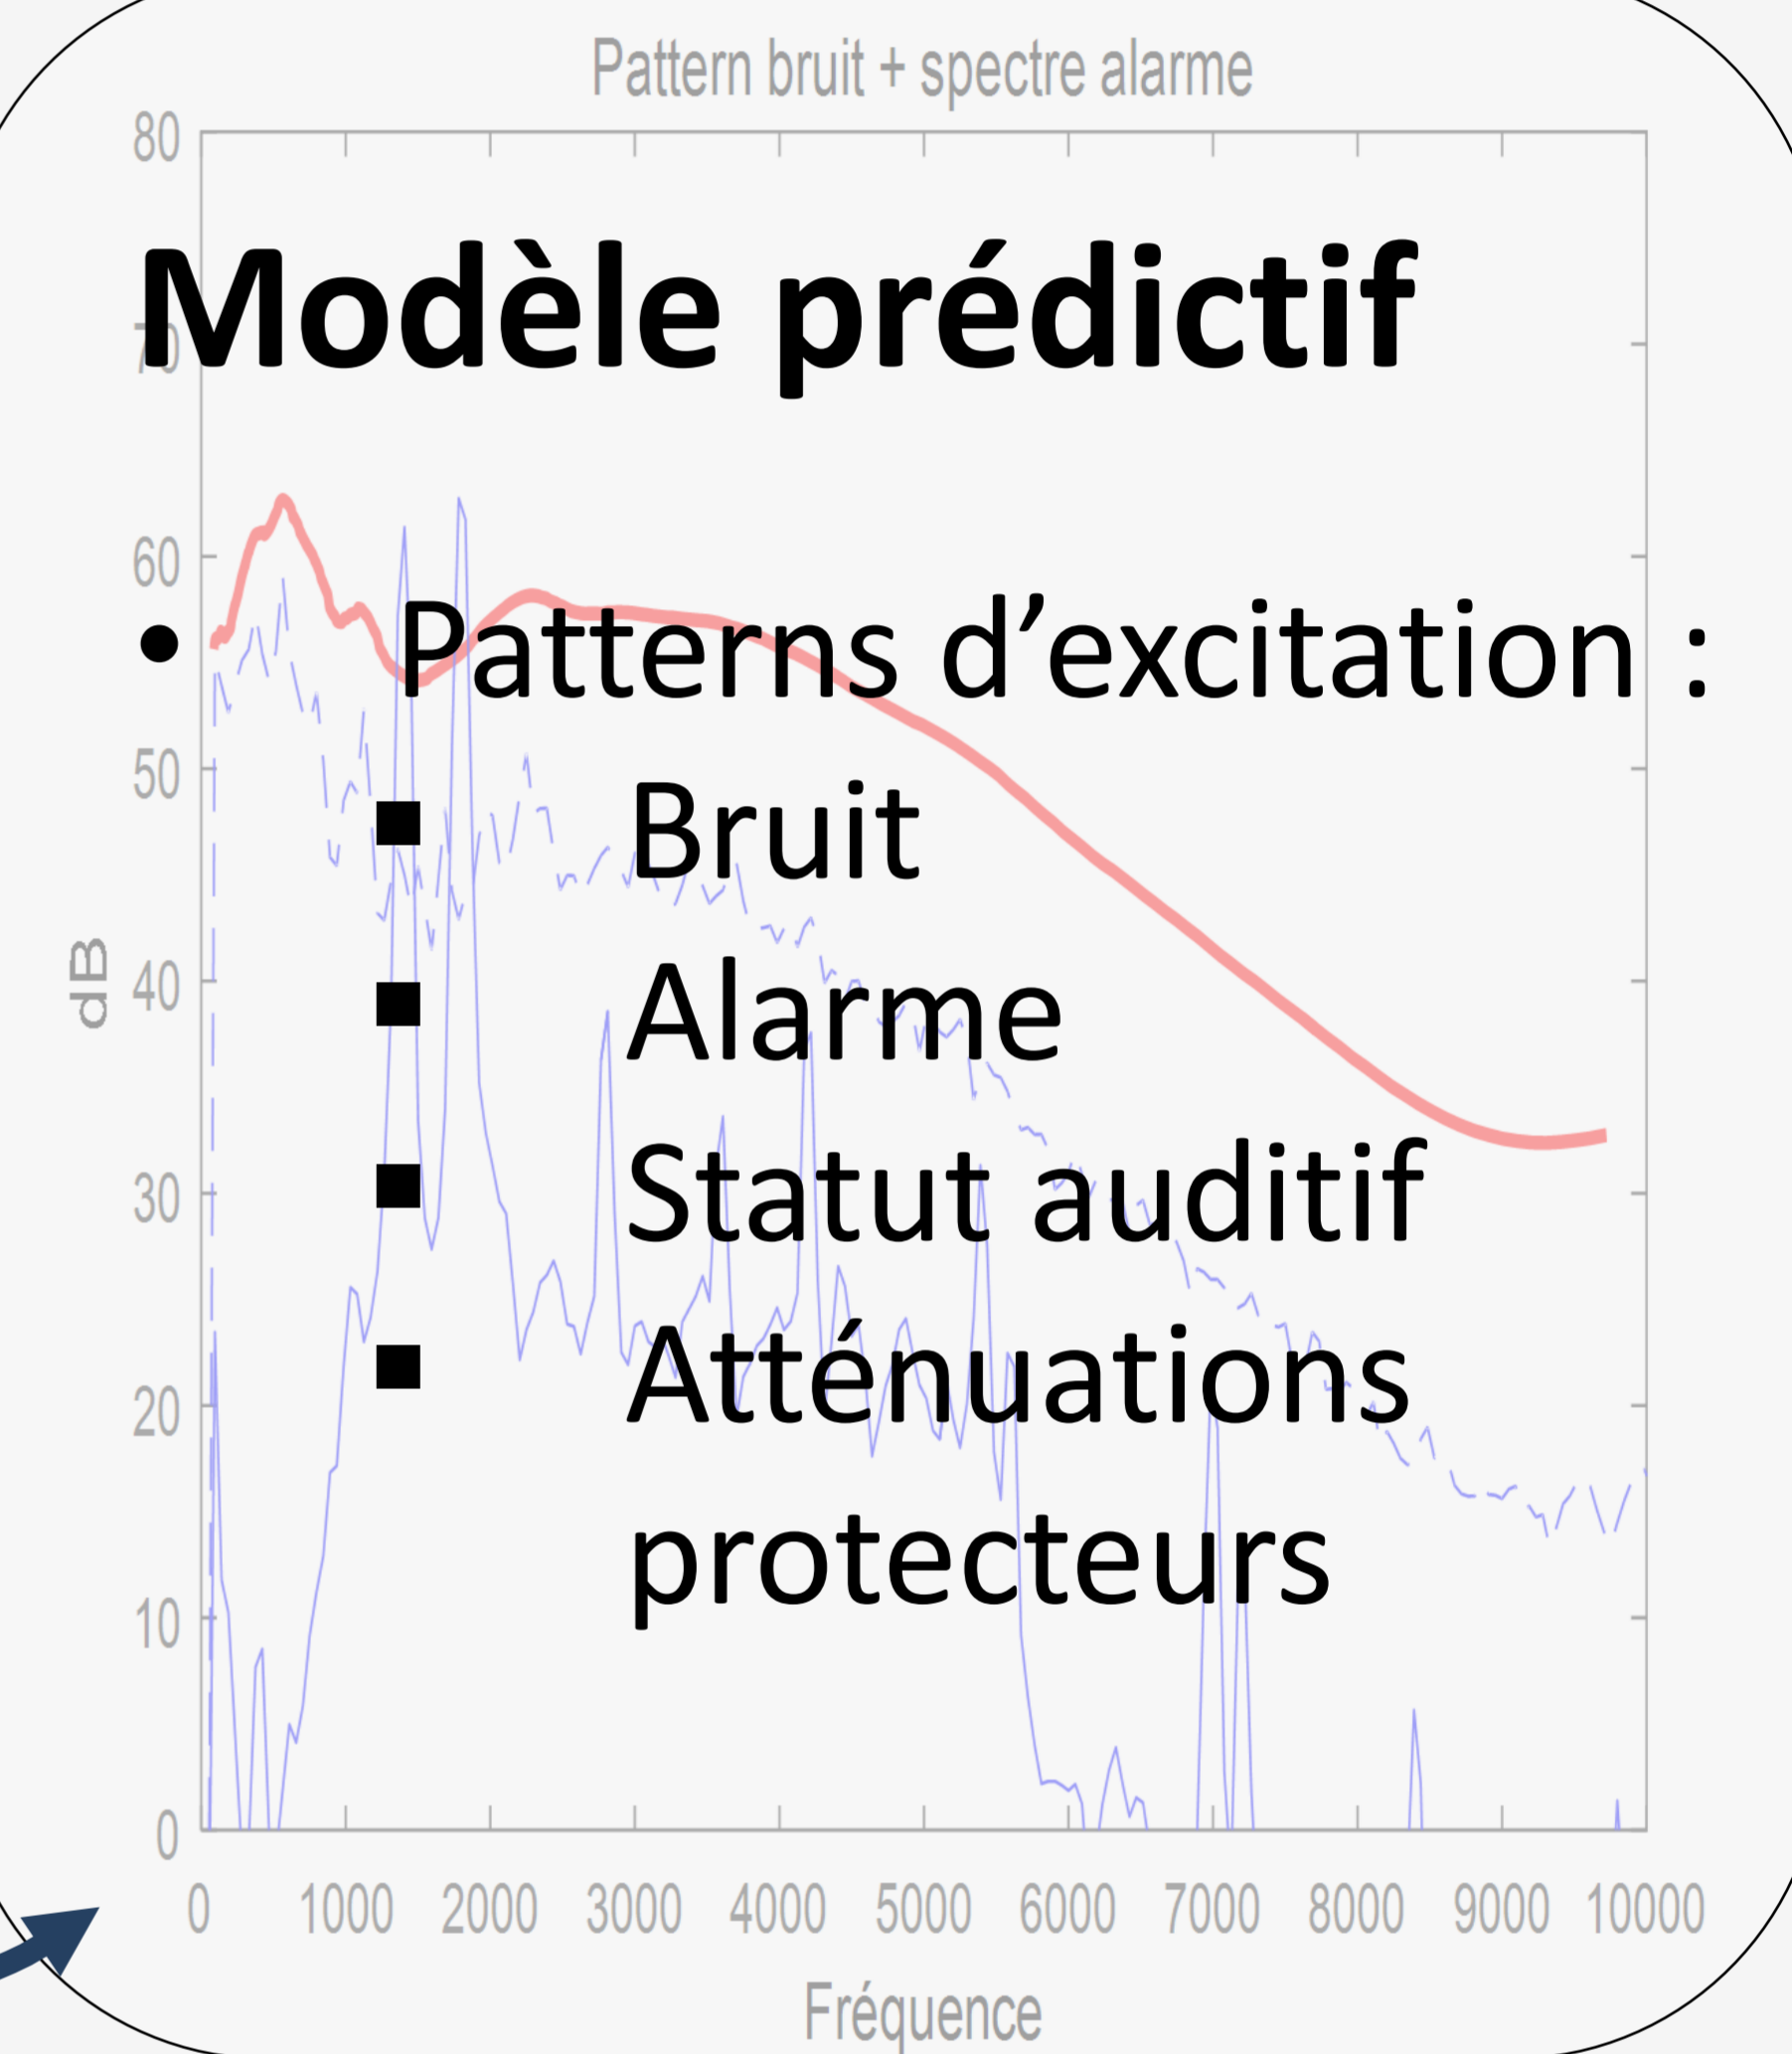 Pattern bruit + spectre alarme
80
Modèle prédictif
70
60
• Patterns d’excitation :
50
■ Bruit
dB
40
■ Alarme
30
■ Statut auditif
20
■ Atténuations
protecteurs
10
0
0 1000 2000 3000 4000 5000 6000 7000 8000 9000 10000
Fréquence